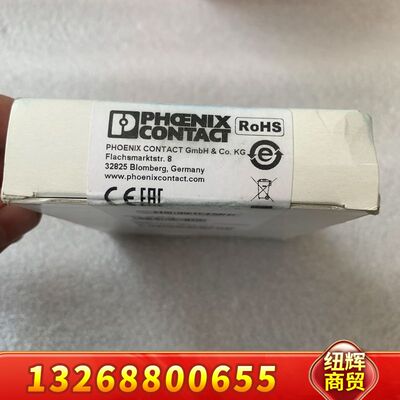 PHŒNIX
CONTACT
RoHS
PHOENIX CONTACT GmbH & Co. KG
Flachsmarktstr. 8
32825 Blomberg, Germany
www.phoenixcontact.com
CE EAC
13268800655
纽辉
商贸